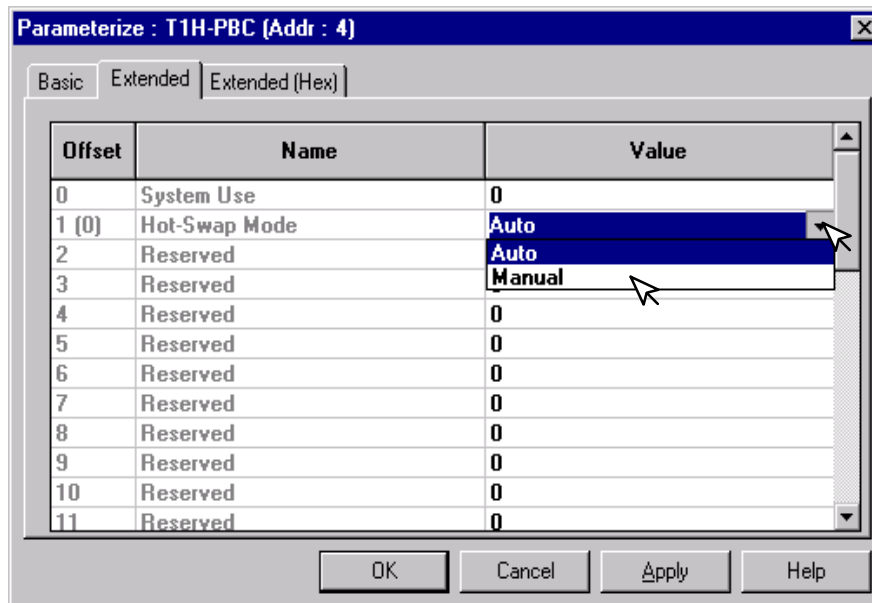 Parameterize : T1H-PBC (Addr : 4)
Basic Extended Extended (Hex)
Offset Name Value
0 System Use 0
1 (0) Hot-Swap Mode Auto
2 Reserved Auto
3 Reserved Manual
4 Reserved 0
5 Reserved 0
6 Reserved 0
7 Reserved 0
8 Reserved 0
9 Reserved 0
10 Reserved 0
11 Reserved 0
OK Cancel Apply Help